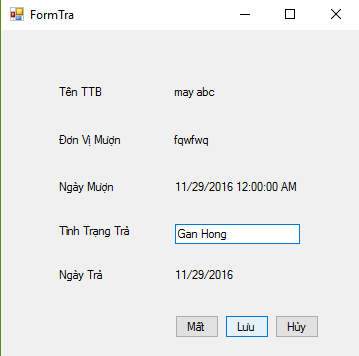 FormTra
Tên TTB may abc
Đơn Vị Mượn fqwfwq
Ngày Mượn 11/29/2016 12:00:00 AM
Tình Trạng Trả Gan Hong
Ngày Trả 11/29/2016
Mất Lưu Hủy